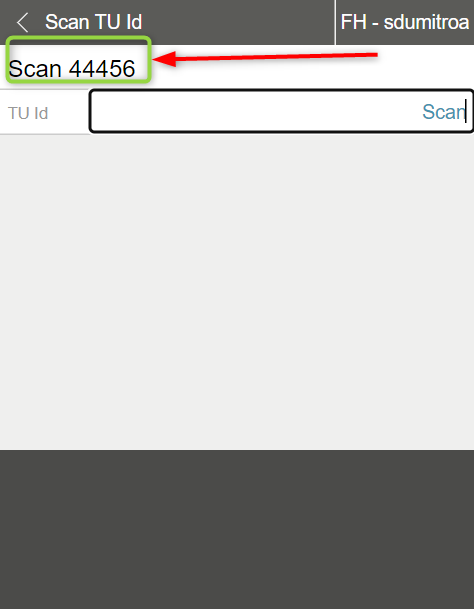 Scan TU Id
FH - sdumitroa
Scan 44456
TU Id
Scan